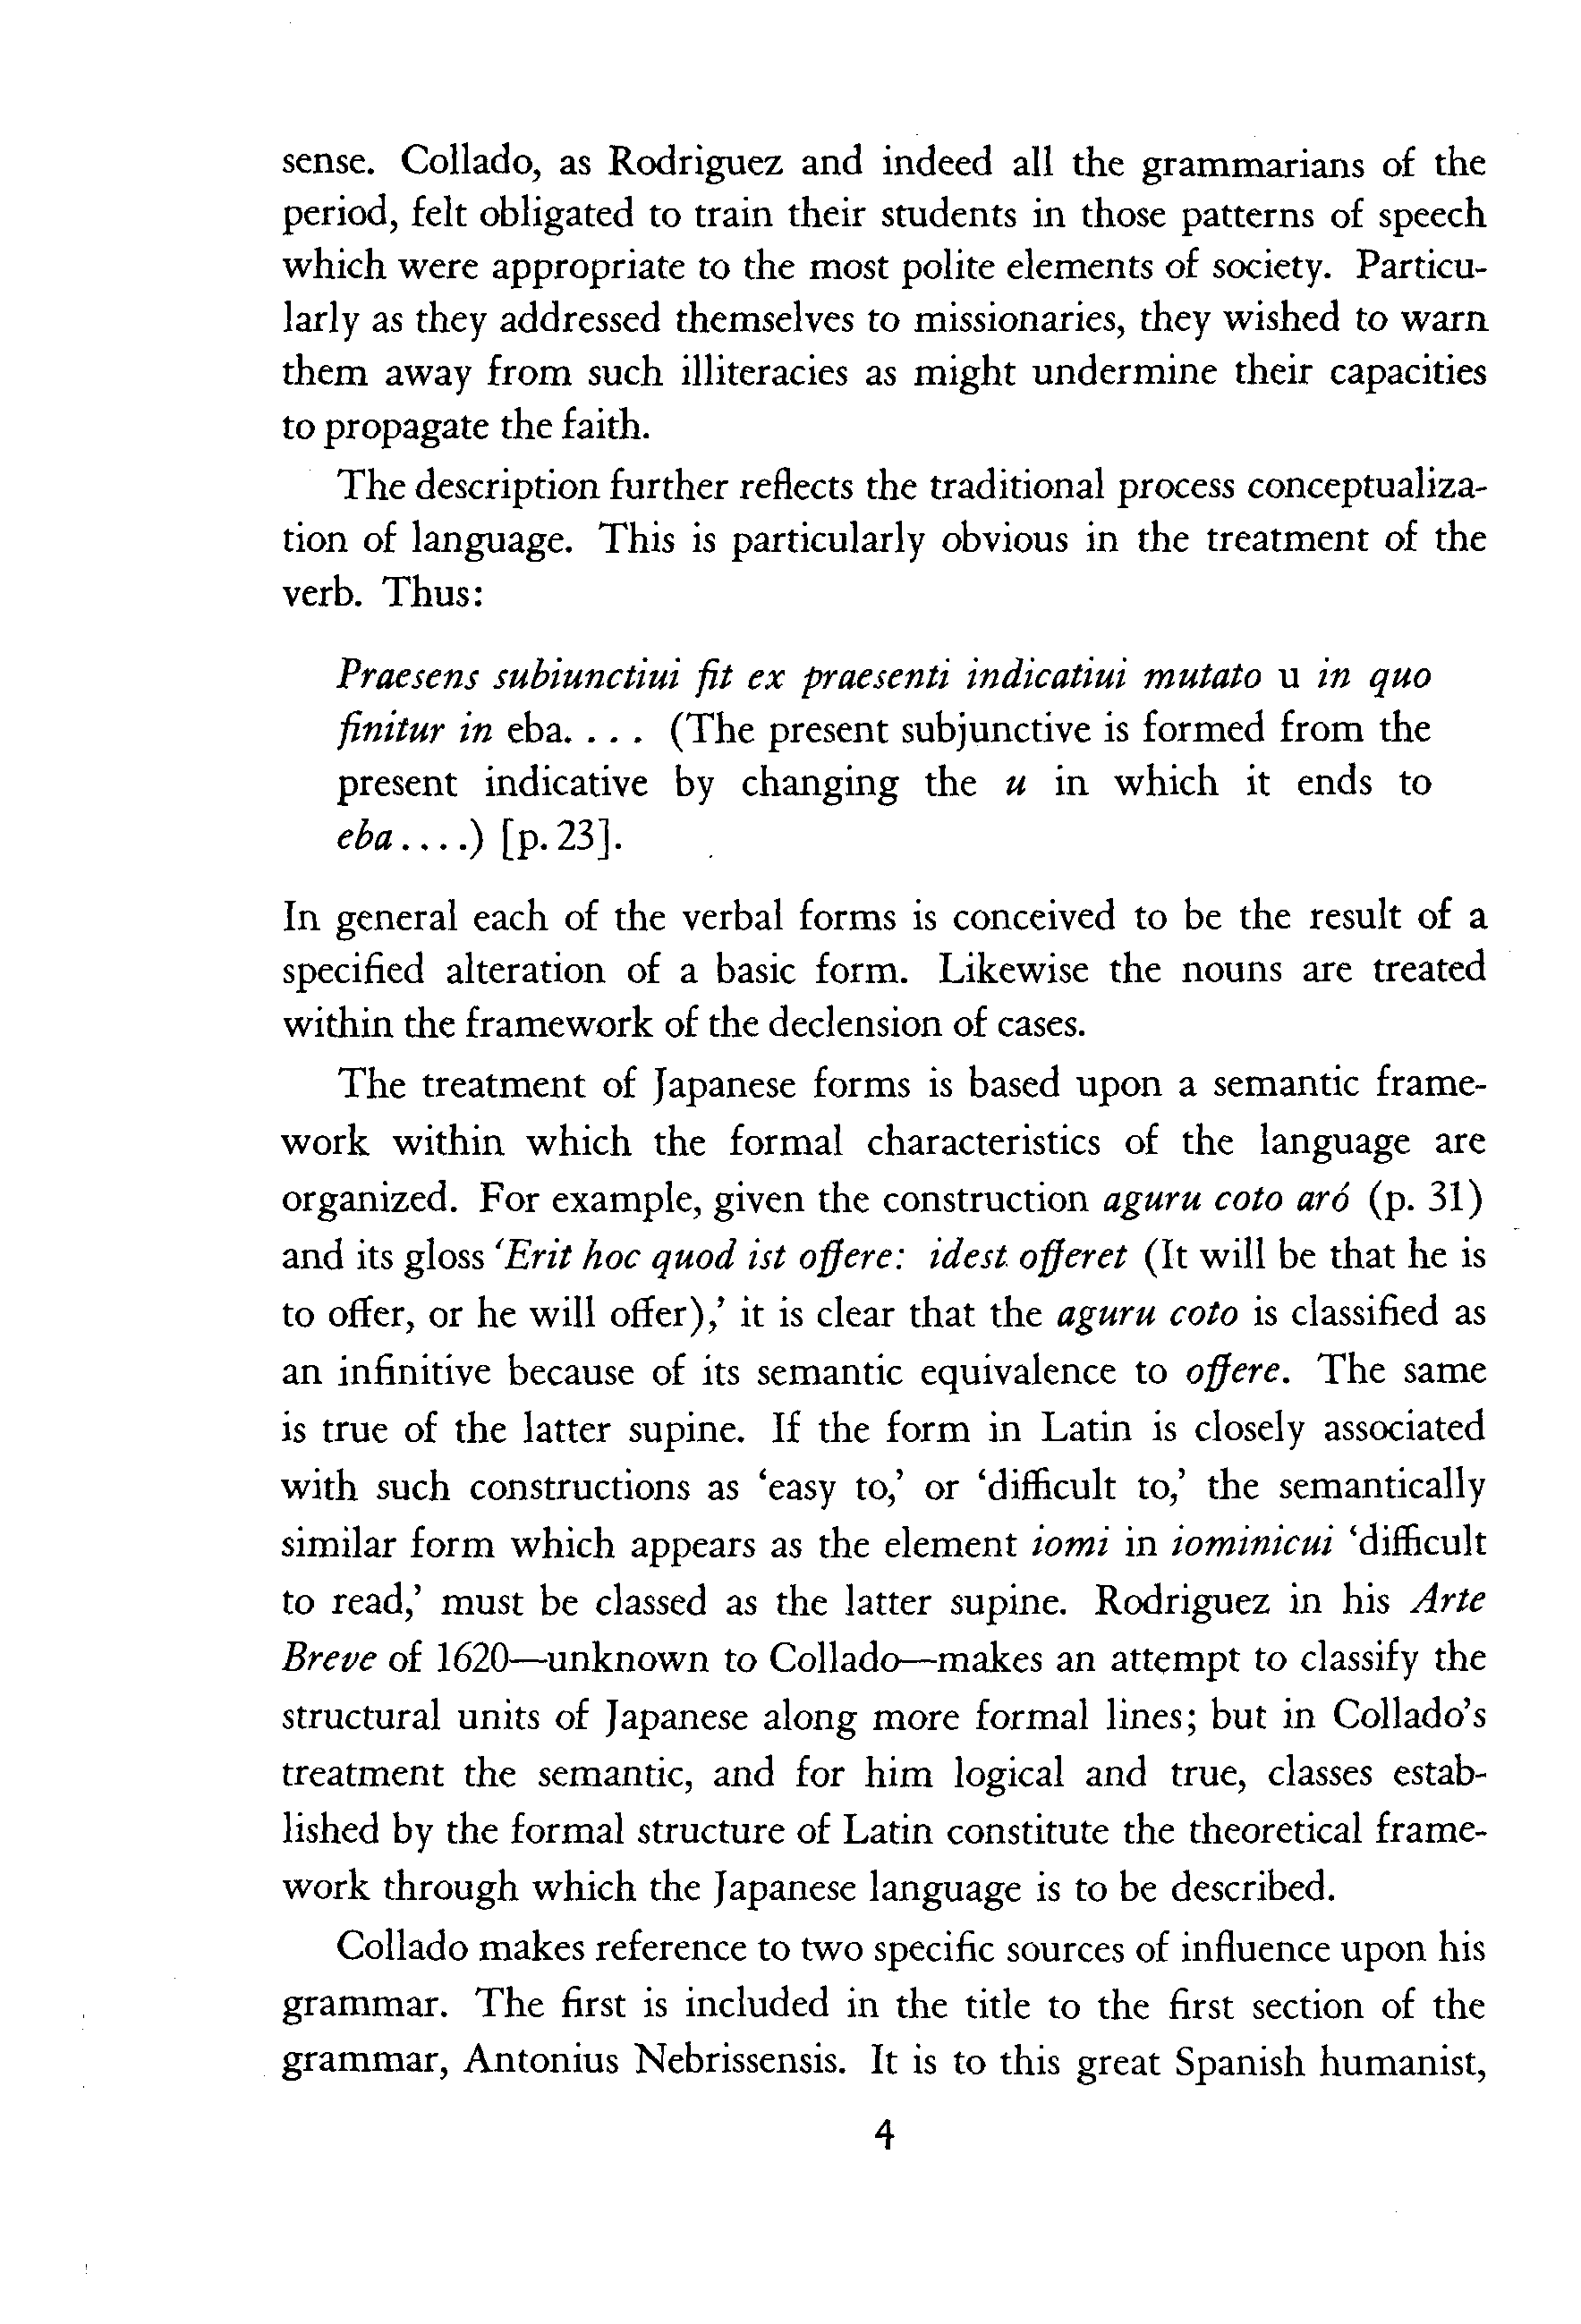 sense. Collado, as Rodriguez and indeed all the grammarians of the
period, felt obligated to train their students in those patterns of speech
which were appropriate to the most polite elements of society. Particu-
larly as they addressed themselves to missionaries, they wished to warn
them away from such illiteracies as might undermine their capacities
to propagate the faith.
The description further reflects the traditional process conceptualiza-
tion of language. This is particularly obvious in the treatment of the
verb. Thus:
Praesens subiunctiui fit ex praesenti indicatiui mutato u in quo
finitur in eba. . . . (The present subjunctive is formed from the
present indicative by changing the u in which it ends to
eba . . . .) [p. 23].
In general each of the verbal forms is conceived to be the result of a
specified alteration of a basic form. Likewise the nouns are treated
within the framework of the declension of cases.
The treatment of Japanese forms is based upon a semantic frame-
work within which the formal characteristics of the language are
organized. For example, given the construction aguru coto aró (p. 31)
and its gloss 'Erit hoc quod ist offere: idest offeret (It will be that he is
to offer, or he will offer),' it is clear that the aguru coto is classified as
an infinitive because of its semantic equivalence to offere. The same
is true of the latter supine. If the form in Latin is closely associated
with such constructions as 'easy to,' or 'difficult to,' the semantically
similar form which appears as the element iomi in iominicui 'difficult
to read,' must be classed as the latter supine. Rodriguez in his Arte
Breve of 1620—unknown to Collado—makes an attempt to classify the
structural units of Japanese along more formal lines; but in Collado's
treatment the semantic, and for him logical and true, classes estab-
lished by the formal structure of Latin constitute the theoretical frame-
work through which the Japanese language is to be described.
Collado makes reference to two specific sources of influence upon his
grammar. The first is included in the title to the first section of the
grammar, Antonius Nebrissensis. It is to this great Spanish humanist,
4